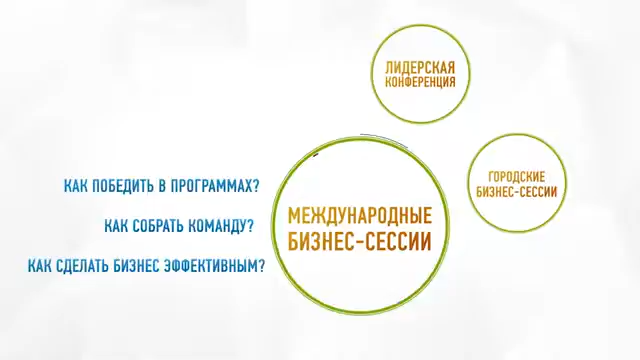 ЛИДЕРСКАЯ
КОНФЕРЕНЦИЯ
ГОРОДСКИЕ
БИЗНЕС-СЕССИИ
КАК ПОБЕДИТЬ В ПРОГРАММАХ?
КАК СОБРАТЬ КОМАНДУ?
КАК СДЕЛАТЬ БИЗНЕС ЭФФЕКТИВНЫМ?
МЕЖДУНАРОДНЫЕ
БИЗНЕС-СЕССИИ